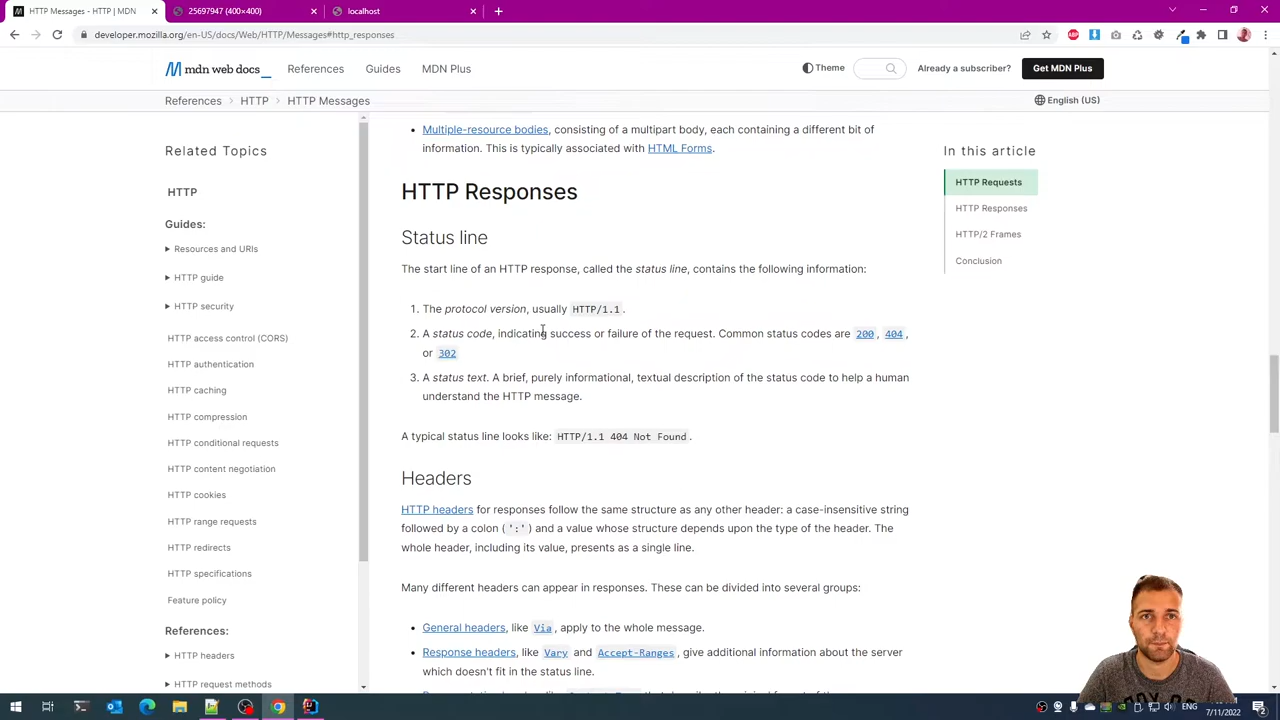 HTTP Messages - HTTP | MDN
25697947 (400×400)
localhost
developer.mozilla.org/en-US/docs/Web/HTTP/Messages#http_responses
mdn web docs_
References
Guides
MDN Plus
Theme
Already a subscriber?
Get MDN Plus
References > HTTP > HTTP Messages
English (US)
Related Topics
HTTP
Guides:
Resources and URIs
HTTP guide
HTTP security
HTTP access control (CORS)
HTTP authentication
HTTP caching
HTTP compression
HTTP conditional requests
HTTP content negotiation
HTTP cookies
HTTP range requests
HTTP redirects
HTTP specifications
Feature policy
References:
HTTP headers
HTTP request methods
• Multiple-resource bodies, consisting of a multipart body, each containing a different bit of
information. This is typically associated with HTML Forms.
HTTP Responses
Status line
The start line of an HTTP response, called the status line, contains the following information:
1. The protocol version, usually HTTP/1.1.
2. A status code, indicating success or failure of the request. Common status codes are 200, 404,
or 302
3. A status text. A brief, purely informational, textual description of the status code to help a human
understand the HTTP message.
A typical status line looks like: HTTP/1.1 404 Not Found.
Headers
HTTP headers for responses follow the same structure as any other header: a case-insensitive string
followed by a colon (':') and a value whose structure depends upon the type of the header. The
whole header, including its value, presents as a single line.
Many different headers can appear in responses. These can be divided into several groups:
• General headers, like Via, apply to the whole message.
• Response headers, like Vary and Accept-Ranges, give additional information about the server
which doesn't fit in the status line.
In this article
HTTP Requests
HTTP Responses
HTTP/2 Frames
Conclusion
ENG
7/11/2022